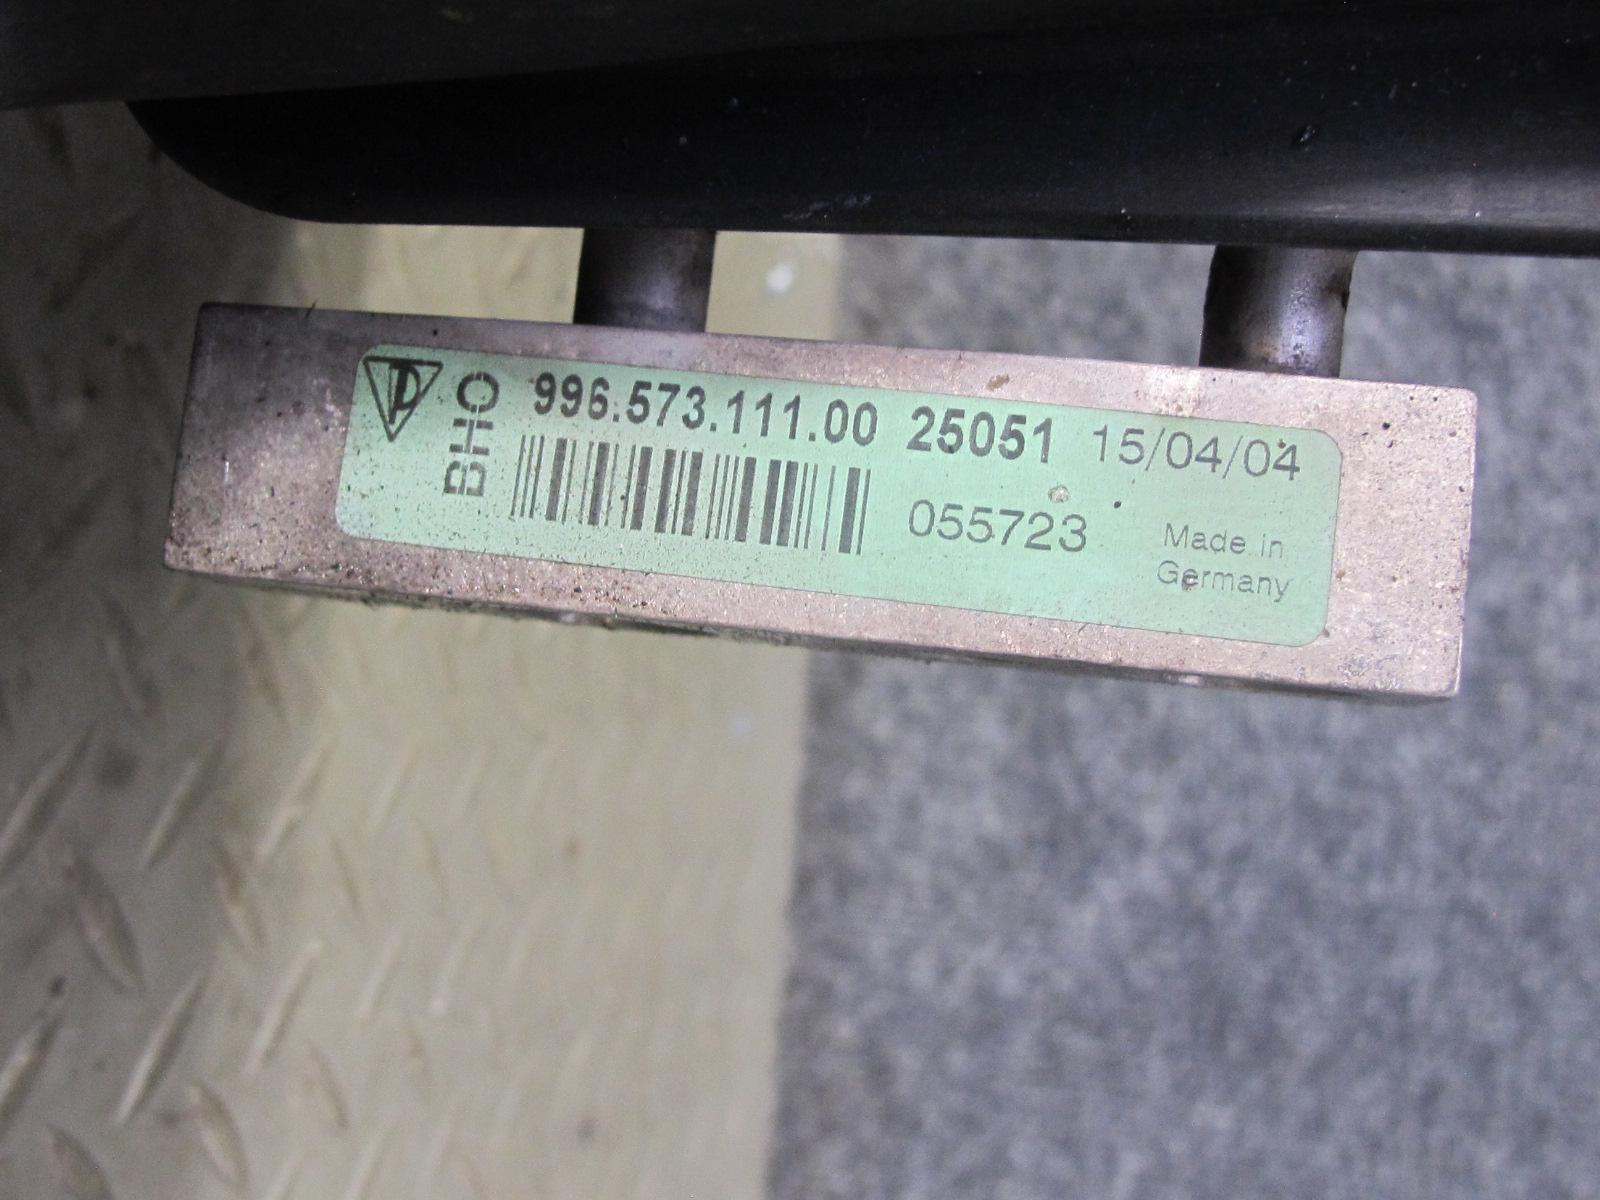 BHO
996.573.111.00 25051 15/04/04
055723
Made in
Germany